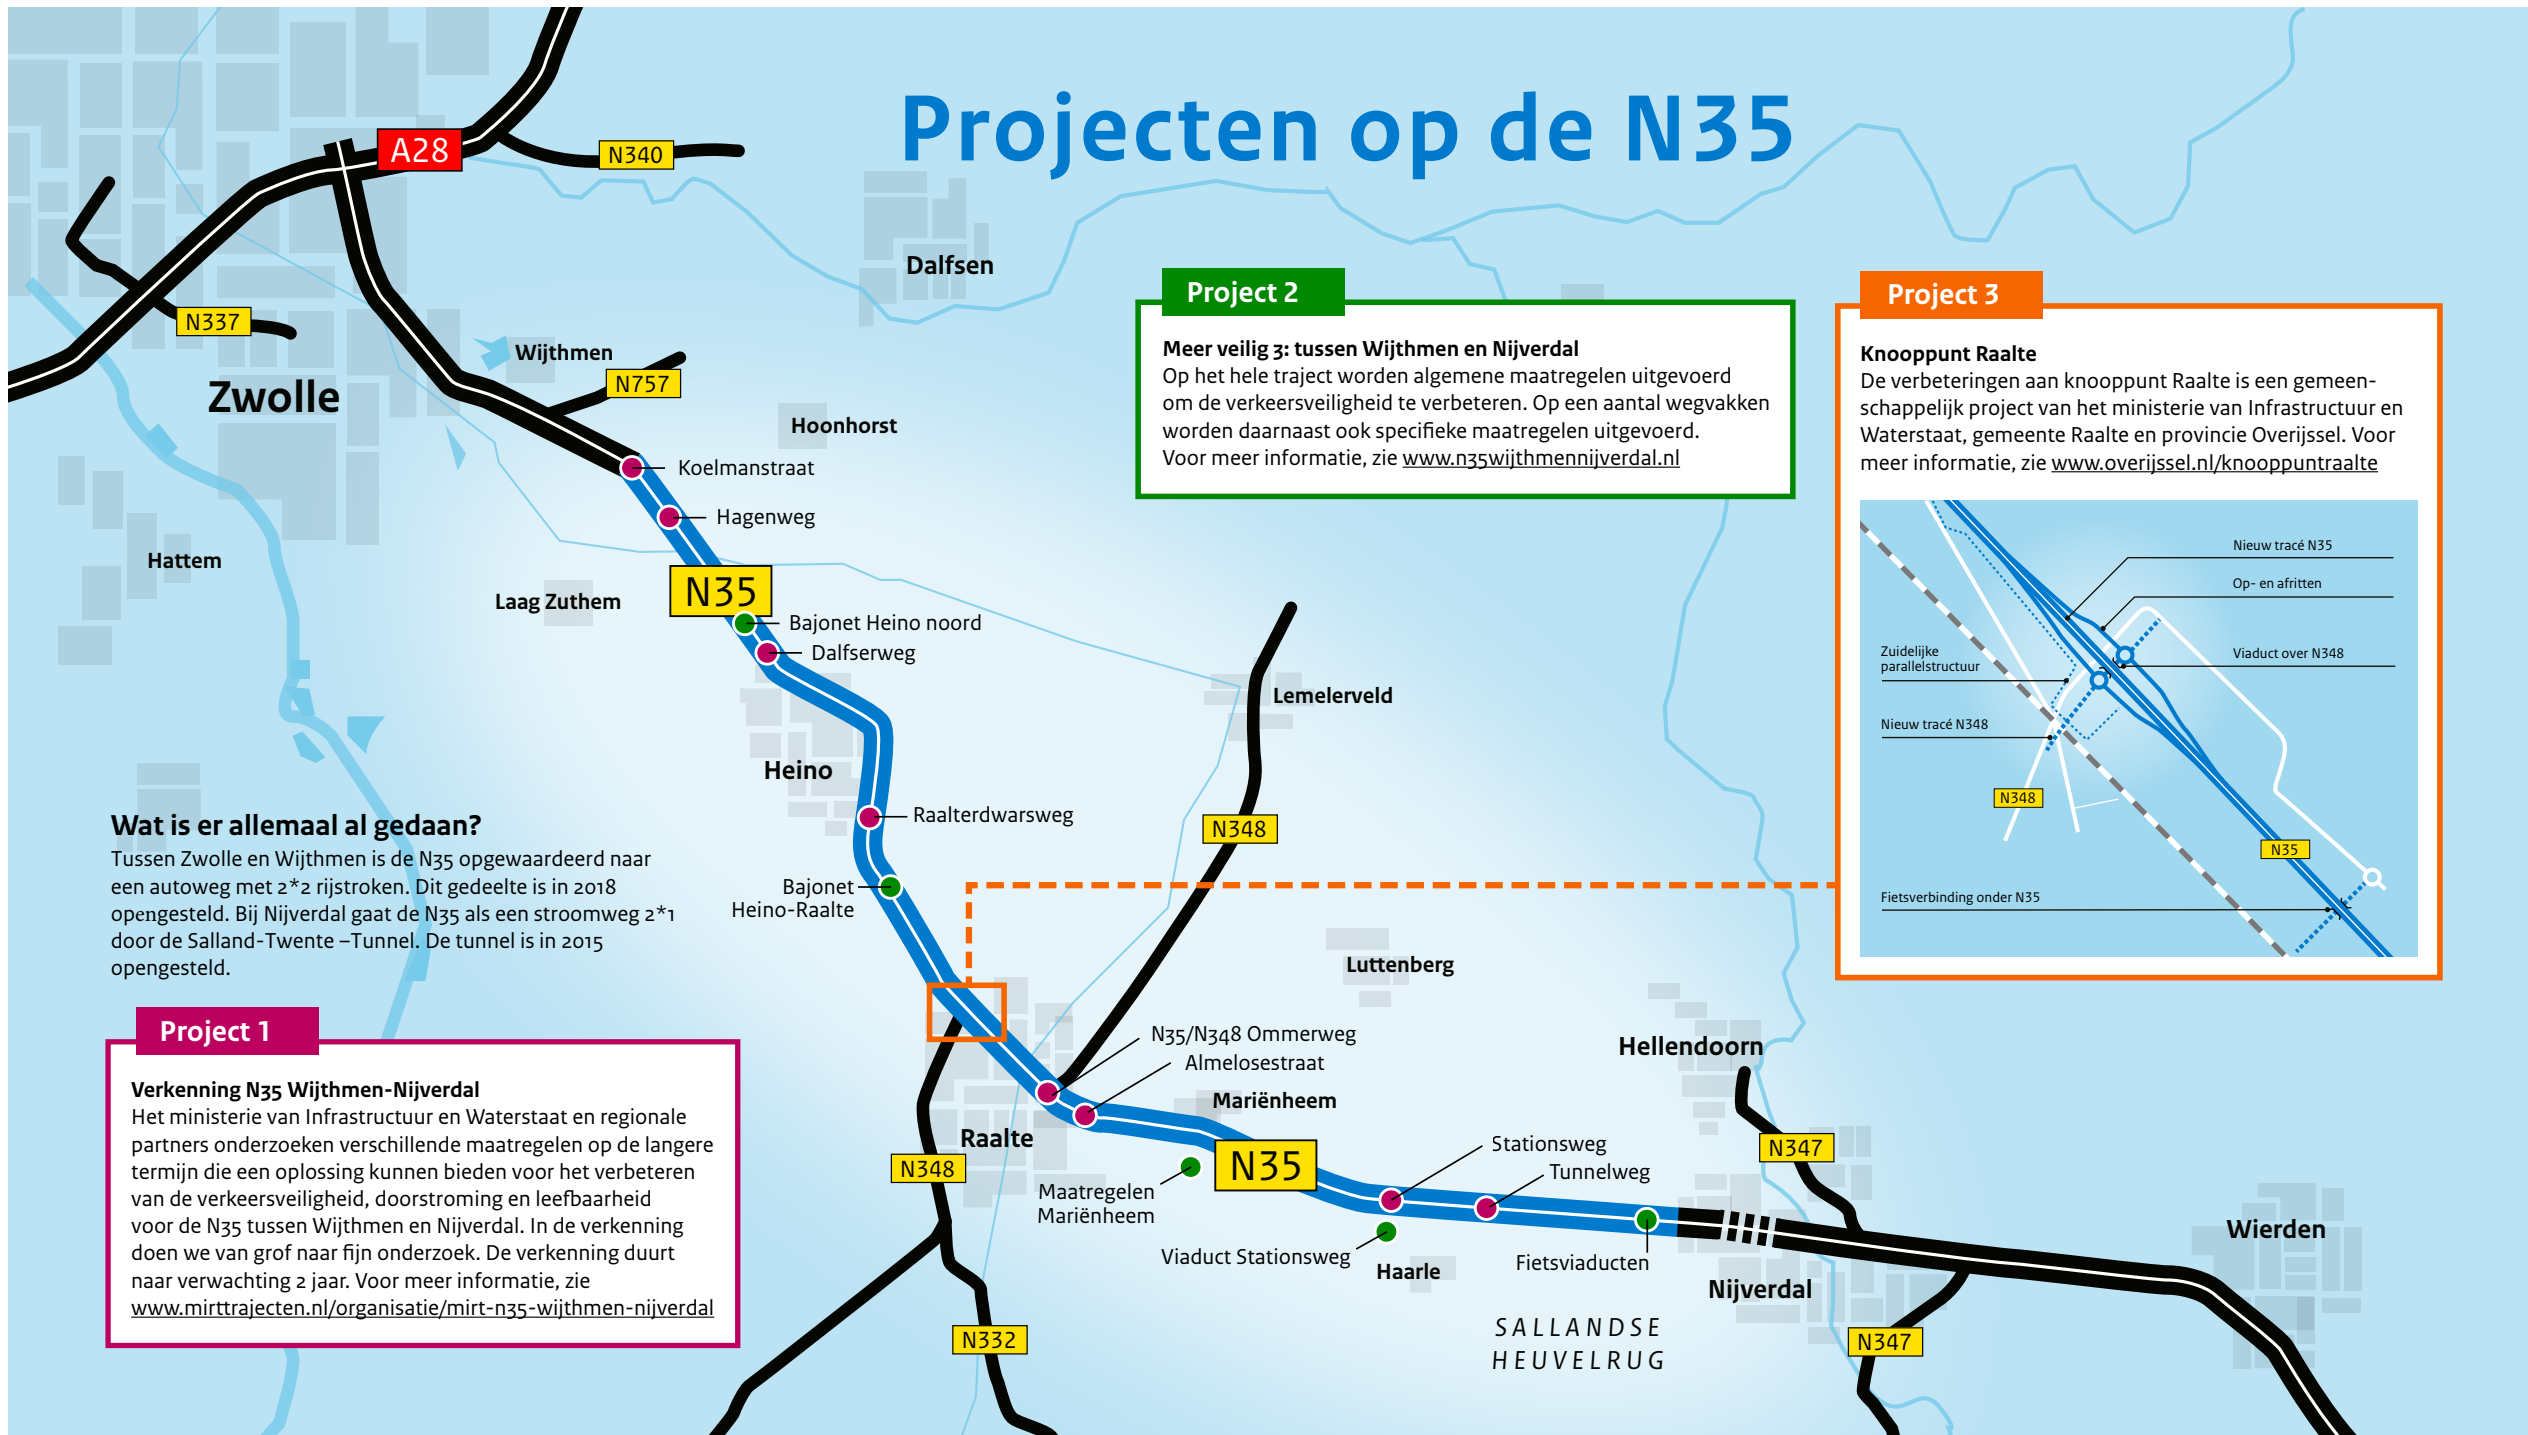 Projecten op de N35
A28
N340
N337
Dalfsen
Wijthmen
N757
Zwolle
Hoonhorst
Koelmanstraat
Hagenweg
Hattem
Laag Zuthem
N35
Bajonet Heino noord
Dalfserweg
Lemelerveld
Heino
Raalterdwarsweg
N348
Bajonet
Heino-Raalte
Luttenberg
N35/N348 Ommerweg
Almelosestraat
Mariënheem
Raalte
N348
N35
Maatregelen
Mariënheem
Stationsweg
Tunnelweg
Viaduct Stationsweg
Haarle
Fietsviaducten
Hellendoorn
N347
Nijverdal
Wierden
N332
N347
SALLANDSE
HEUVELRUG
Project 2
Meer veilig 3: tussen Wijthmen en Nijverdal
Op het hele traject worden algemene maatregelen uitgevoerd
om de verkeersveiligheid te verbeteren. Op een aantal wegvakken
worden daarnaast ook specifieke maatregelen uitgevoerd.
Voor meer informatie, zie www.n35wijthmennijverdal.nl
Project 3
Knooppunt Raalte
De verbeteringen aan knooppunt Raalte is een gemeen-
schappelijk project van het ministerie van Infrastructuur en
Waterstaat, gemeente Raalte en provincie Overijssel. Voor
meer informatie, zie www.overijssel.nl/knooppuntraalte
Nieuw tracé N35
Op- en afritten
Zuidelijke
parallelstructuur
Viaduct over N348
Nieuw tracé N348
N348
N35
Fietsverbinding onder N35
Wat is er allemaal al gedaan?
Tussen Zwolle en Wijthmen is de N35 opgewaardeerd naar
een autoweg met 2*2 rijstroken. Dit gedeelte is in 2018
opengesteld. Bij Nijverdal gaat de N35 als een stroomweg 2*1
door de Salland-Twente –Tunnel. De tunnel is in 2015
opengesteld.
Project 1
Verkenning N35 Wijthmen-Nijverdal
Het ministerie van Infrastructuur en Waterstaat en regionale
partners onderzoeken verschillende maatregelen op de langere
termijn die een oplossing kunnen bieden voor het verbeteren
van de verkeersveiligheid, doorstroming en leefbaarheid
voor de N35 tussen Wijthmen en Nijverdal. In de verkenning
doen we van grof naar fijn onderzoek. De verkenning duurt
naar verwachting 2 jaar. Voor meer informatie, zie
www.mirttrajecten.nl/organisatie/mirt-n35-wijthmen-nijverdal